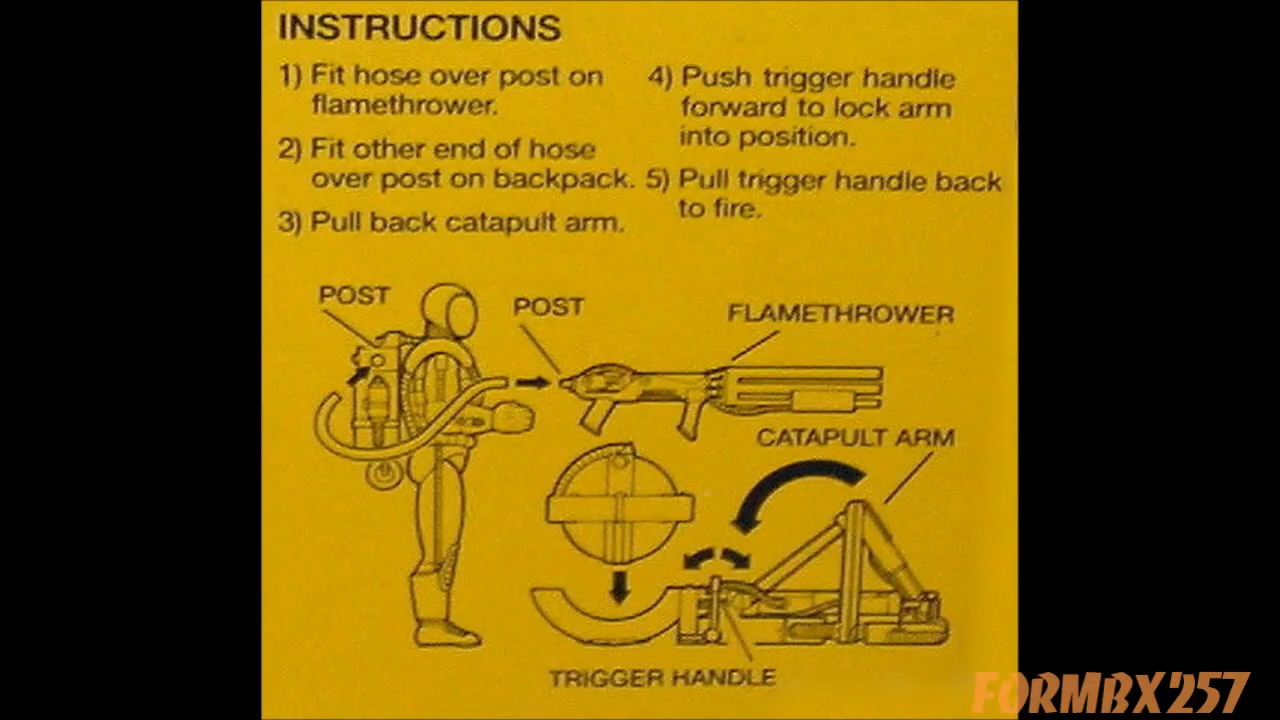 INSTRUCTIONS
1) Fit hose over post on
flamethrower.
2) Fit other end of hose
over post on backpack.
3) Pull back catapult arm.
4) Push trigger handle
forward to lock arm
into position.
5) Pull trigger handle back
to fire.
POST
POST
FLAMETHROWER
CATAPULT ARM
TRIGGER HANDLE
FORMBX257